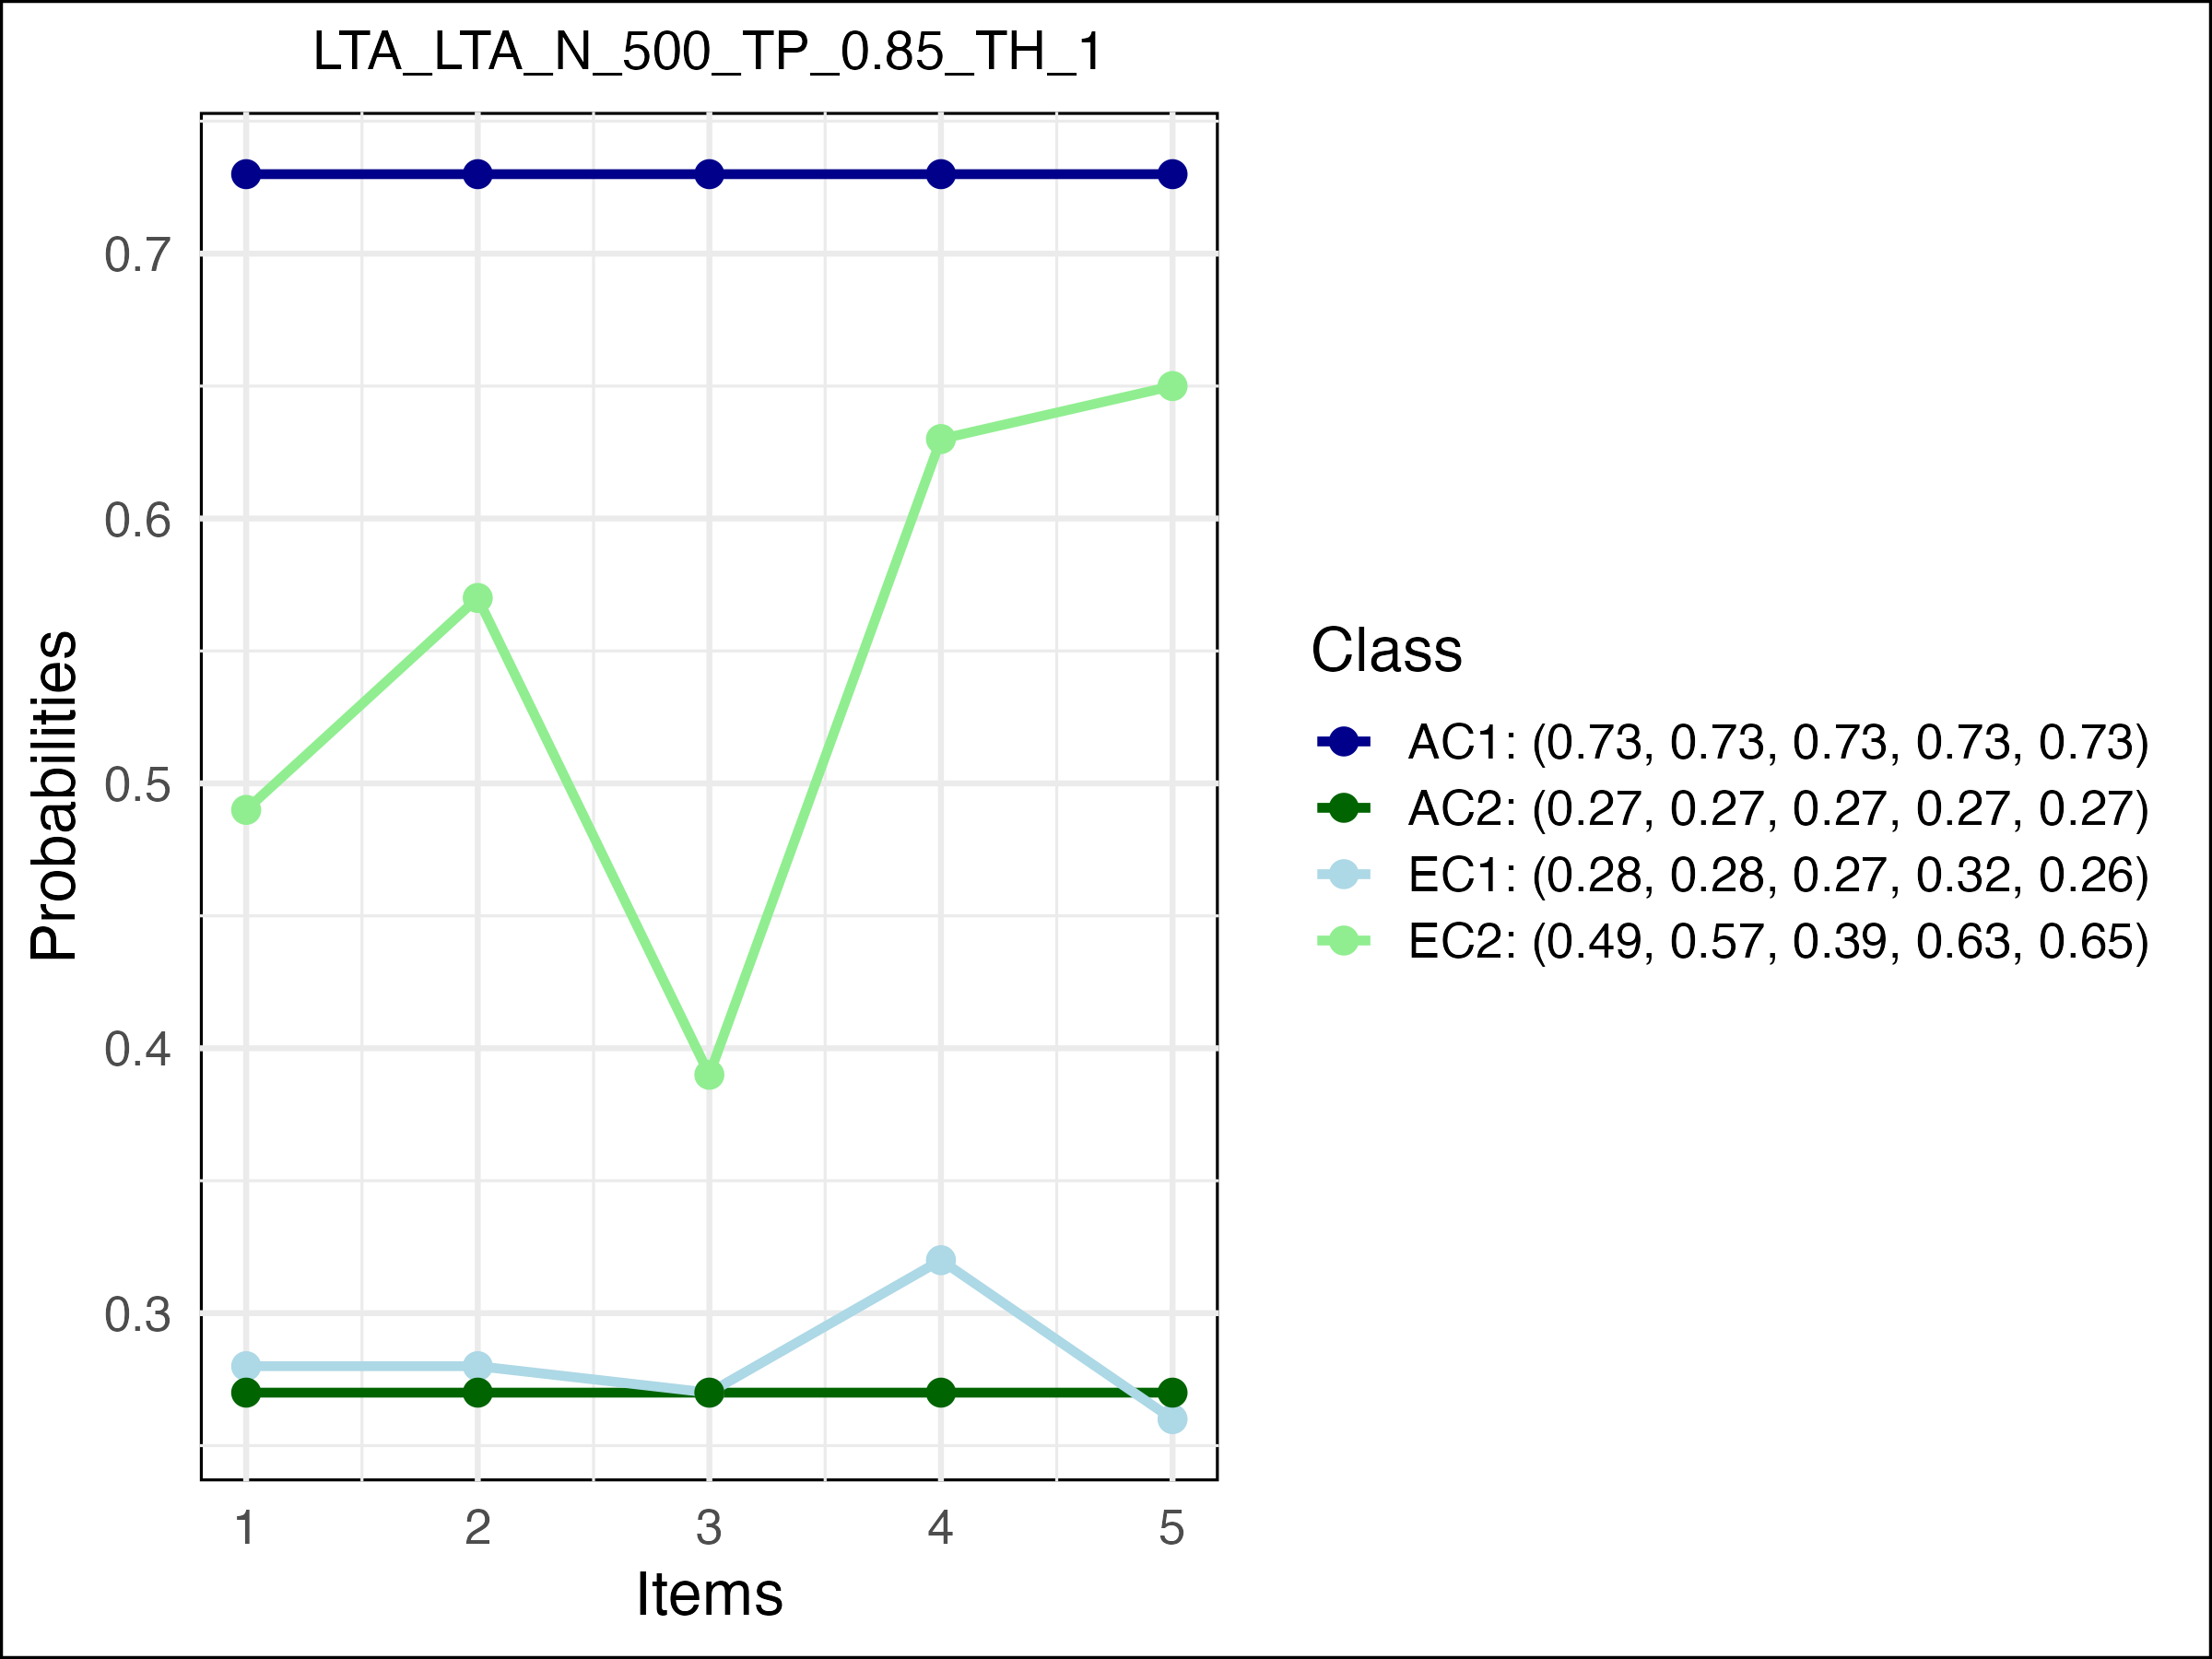 LTA_LTA_N_500_TP_0.85_TH_1
Probabilities
0.7
0.6
0.5
0.4
0.3
1 2 3 4 5
Items
Class
AC1: (0.73, 0.73, 0.73, 0.73, 0.73)
AC2: (0.27, 0.27, 0.27, 0.27, 0.27)
EC1: (0.28, 0.28, 0.27, 0.32, 0.26)
EC2: (0.49, 0.57, 0.39, 0.63, 0.65)